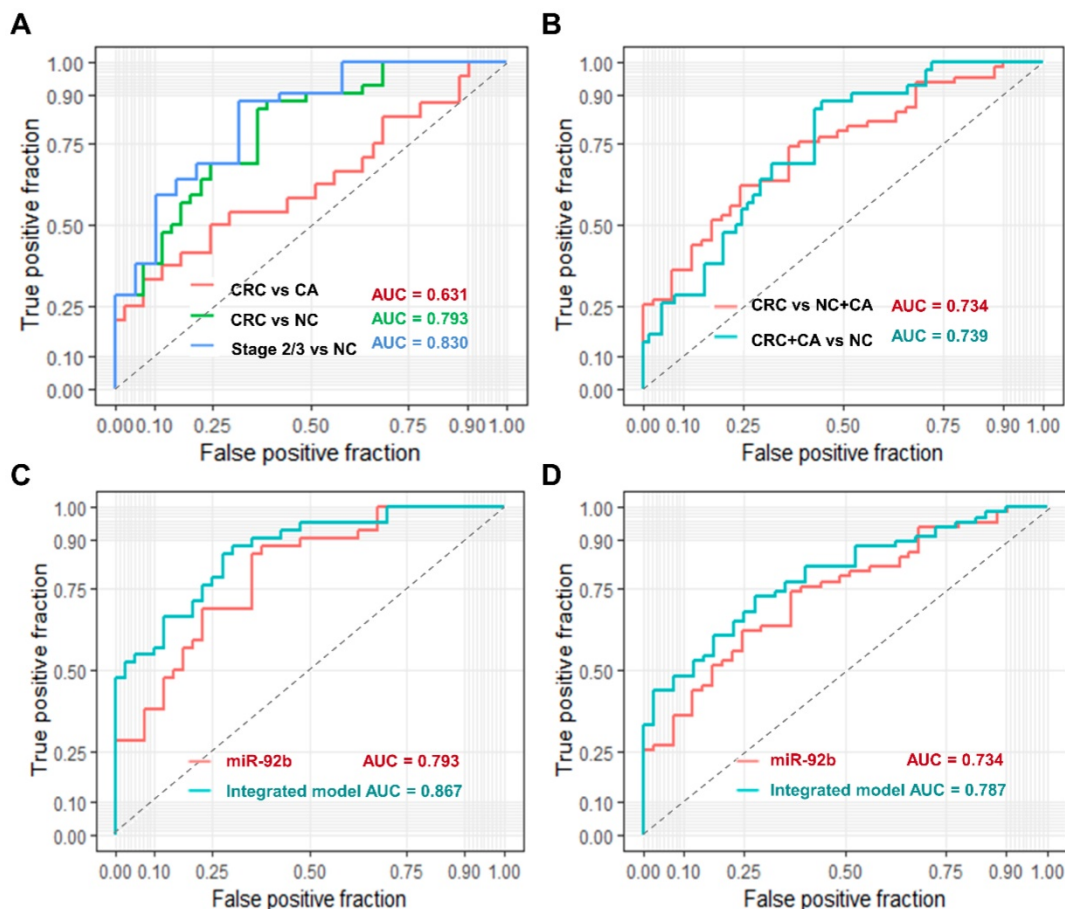 A
True positive fraction
1.00
0.90
0.75
0.50
0.25
0.10
0.00
CRC vs CA AUC = 0.631
CRC vs NC AUC = 0.793
Stage 2/3 vs NC AUC = 0.830
0.00 0.10 0.25 0.50 0.75 0.90 1.00
False positive fraction
B
True positive fraction
1.00
0.90
0.75
0.50
0.25
0.10
0.00
CRC vs NC+CA AUC = 0.734
CRC+CA vs NC AUC = 0.739
0.00 0.10 0.25 0.50 0.75 0.90 1.00
False positive fraction
C
True positive fraction
1.00
0.90
0.75
0.50
0.25
0.10
0.00
miR-92b AUC = 0.793
Integrated model AUC = 0.867
0.00 0.10 0.25 0.50 0.75 0.90 1.00
False positive fraction
D
True positive fraction
1.00
0.90
0.75
0.50
0.25
0.10
0.00
miR-92b AUC = 0.734
Integrated model AUC = 0.787
0.00 0.10 0.25 0.50 0.75 0.90 1.00
False positive fraction